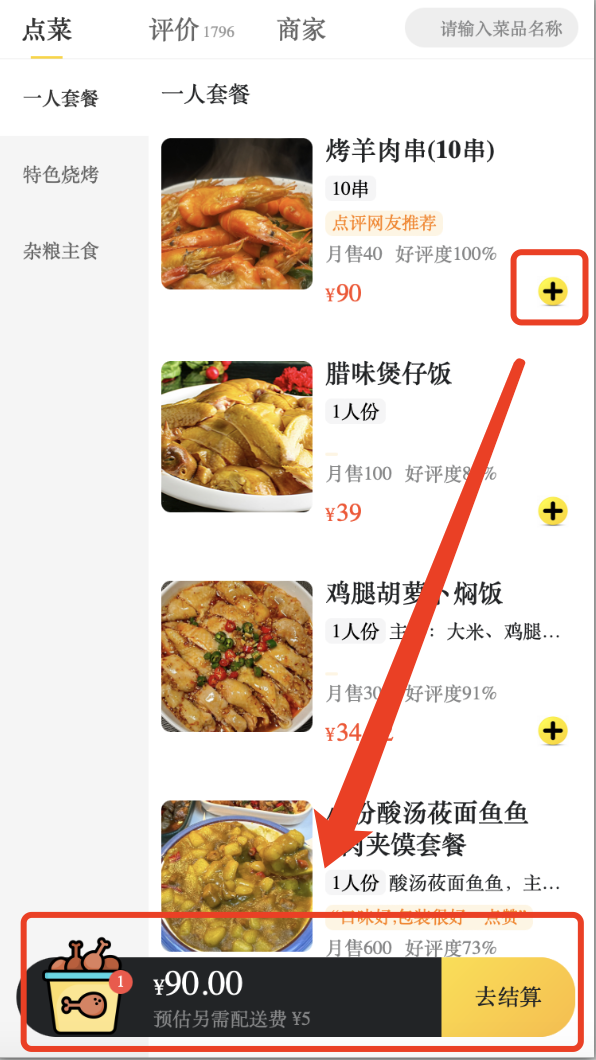 点菜
评价 1796
商家
请输入菜品名称
一人套餐
特色烧烤
杂粮主食
一人套餐
烤羊肉串(10串)
10串
点评网友推荐
月售40 好评度100%
¥90
腊味煲仔饭
1人份
月售100 好评度8
%
¥39
鸡腿胡萝卜焖饭
1人份 主 : 大米、鸡腿...
月售30 好评度91%
¥34
份酸汤莜面鱼鱼
肉夹馍套餐
1人份 酸汤莜面鱼鱼，主...
“口味好,包装很好 点赞”
月售600 好评度73%
1
¥90.00
预估另需配送费 ¥5
去结算